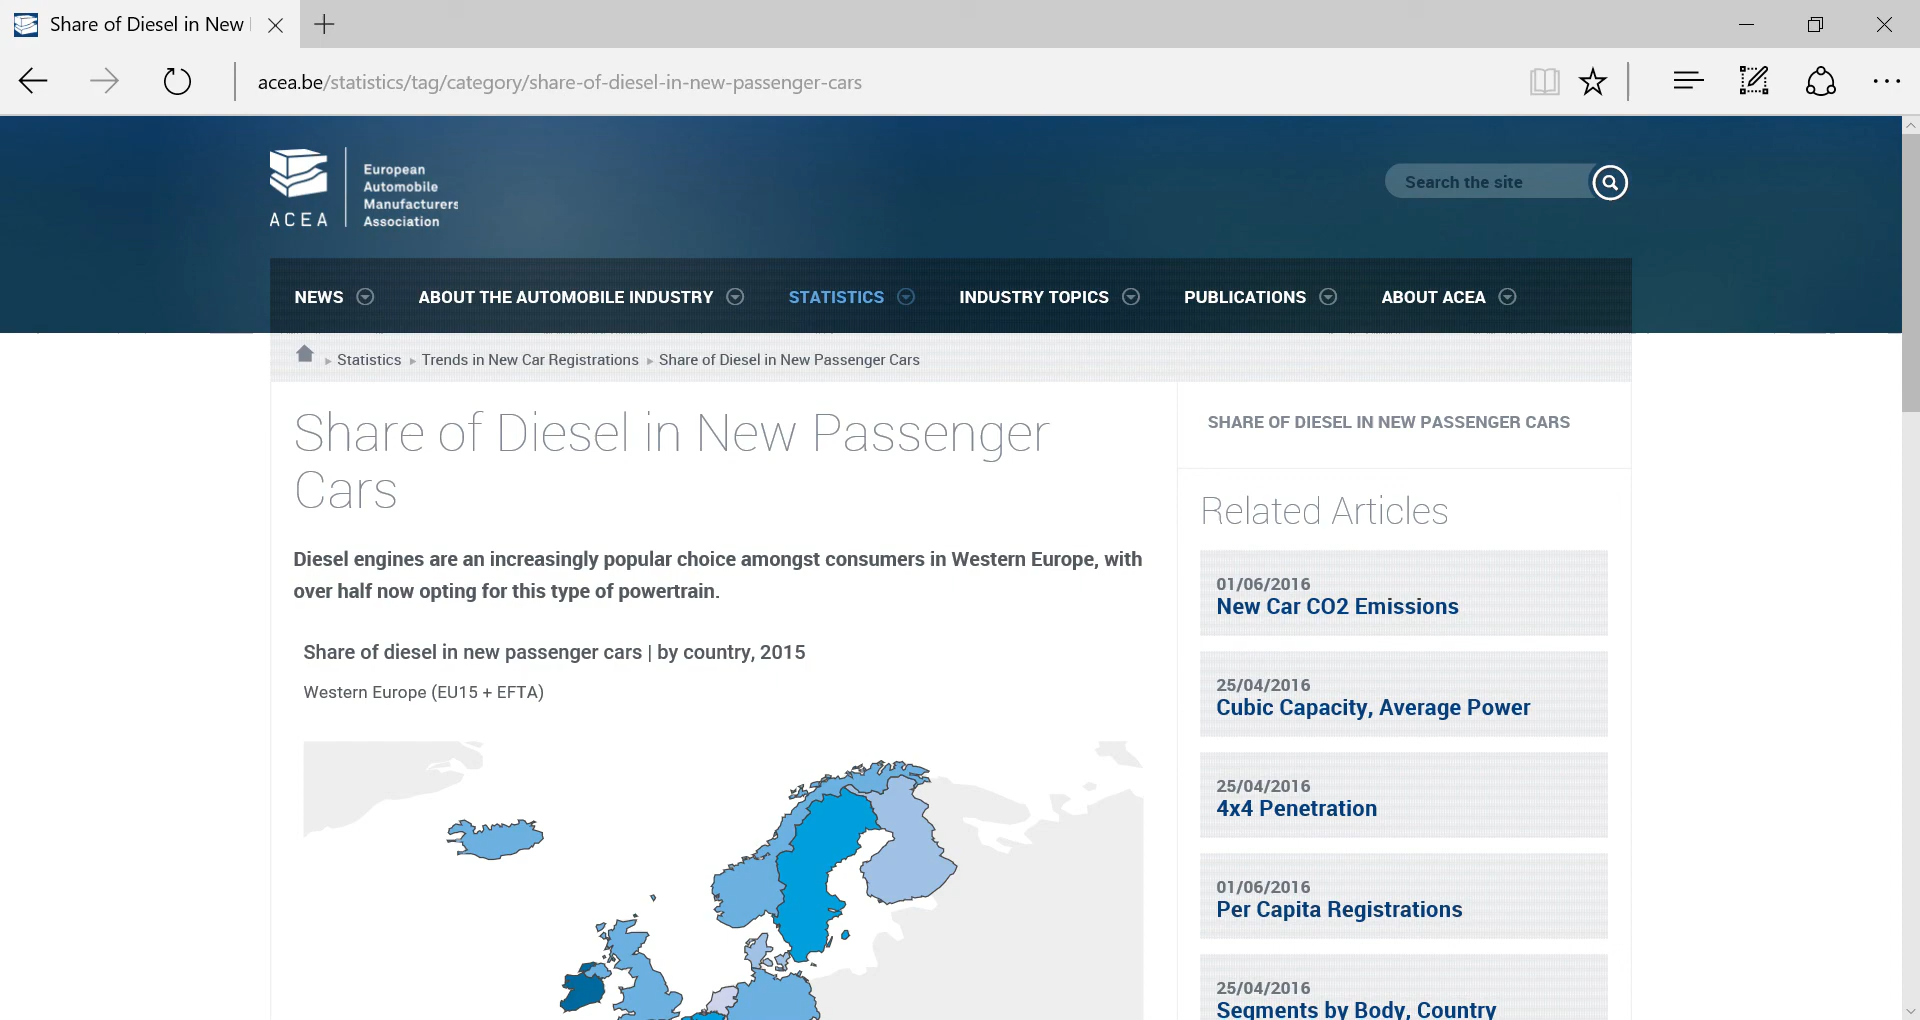 Share of Diesel in New
acea.be/statistics/tag/category/share-of-diesel-in-new-passenger-cars
ACEA
European
Automobile
Manufacturers
Association
Search the site
NEWS ABOUT THE AUTOMOBILE INDUSTRY STATISTICS INDUSTRY TOPICS PUBLICATIONS ABOUT ACEA
Statistics Trends in New Car Registrations Share of Diesel in New Passenger Cars
Share of Diesel in New Passenger
Cars
Diesel engines are an increasingly popular choice amongst consumers in Western Europe, with
over half now opting for this type of powertrain.
Share of diesel in new passenger cars | by country, 2015
Western Europe (EU15 + EFTA)
SHARE OF DIESEL IN NEW PASSENGER CARS
Related Articles
01/06/2016
New Car CO2 Emissions
25/04/2016
Cubic Capacity, Average Power
25/04/2016
4x4 Penetration
01/06/2016
Per Capita Registrations
25/04/2016
Segments by Body, Country